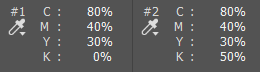 #1 C : 80% #2 C : 80%
M : 40% M : 40%
Y : 30% Y : 30%
K : 0% K : 50%